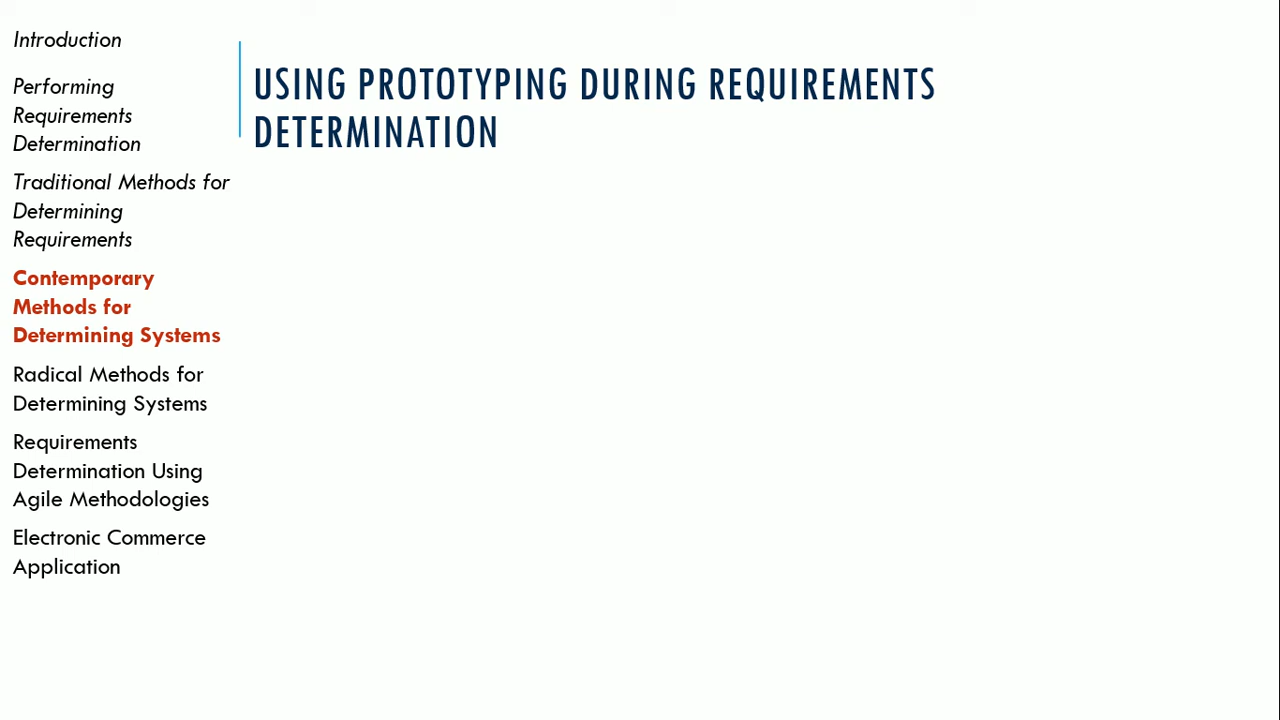 Introduction
Performing
Requirements
Determination
Traditional Methods for
Determining
Requirements
Contemporary
Methods for
Determining Systems
Radical Methods for
Determining Systems
Requirements
Determination Using
Agile Methodologies
Electronic Commerce
Application
USING PROTOTYPING DURING REQUIREMENTS
DETERMINATION